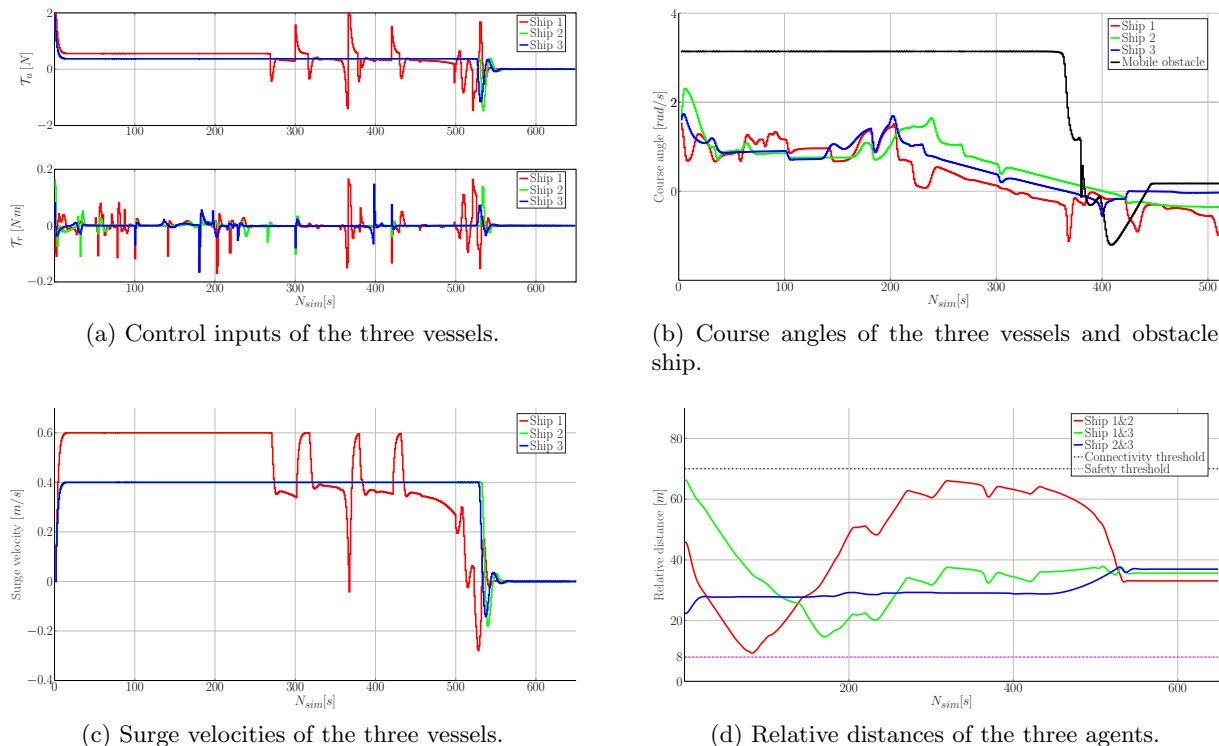 2
0
−2
𝒯u [N]
100 200 300 400 500 600
Ship 1
Ship 2
Ship 3
0.2
0
−0.2
𝒯r [Nm]
100 200 300 400 500 600
Ship 1
Ship 2
Ship 3
Nsim[s]
(a) Control inputs of the three vessels.
4
2
0
Course angle [rad/s]
0 100 200 300 400 500
Ship 1
Ship 2
Ship 3
Mobile obstacle
Nsim[s]
(b) Course angles of the three vessels and obstacle
ship.
0.6
0.4
0.2
0
−0.2
−0.4
Surge velocity [m/s]
0 100 200 300 400 500 600
Ship 1
Ship 2
Ship 3
Nsim[s]
(c) Surge velocities of the three vessels.
80
60
40
20
8
0
Relative distance [m]
200 400 600
Ship 1&2
Ship 1&3
Ship 2&3
Connectivity threshold
Safety threshold
Nsim[s]
(d) Relative distances of the three agents.